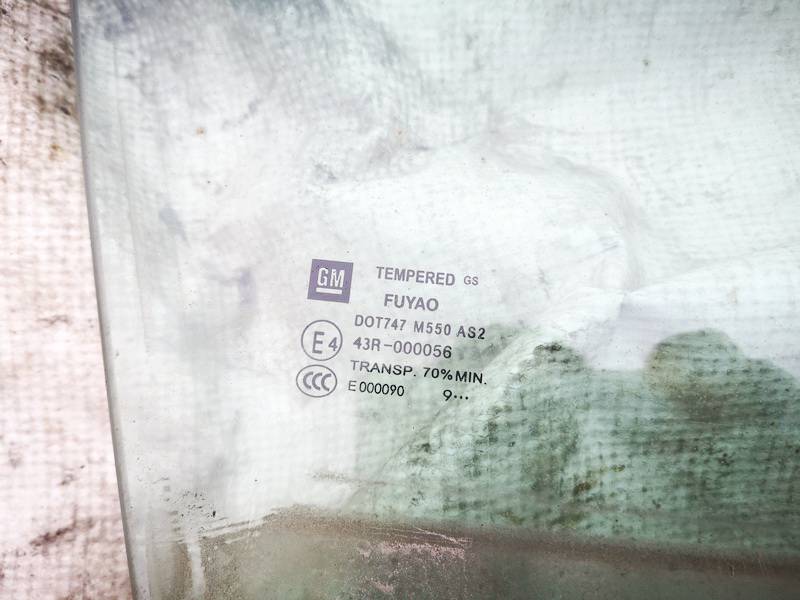 GM TEMPERED GS
FUYAO
DOT747 M550 AS2
E4 43R-000056
TRANSP. 70% MIN.
CCC E000090 9...